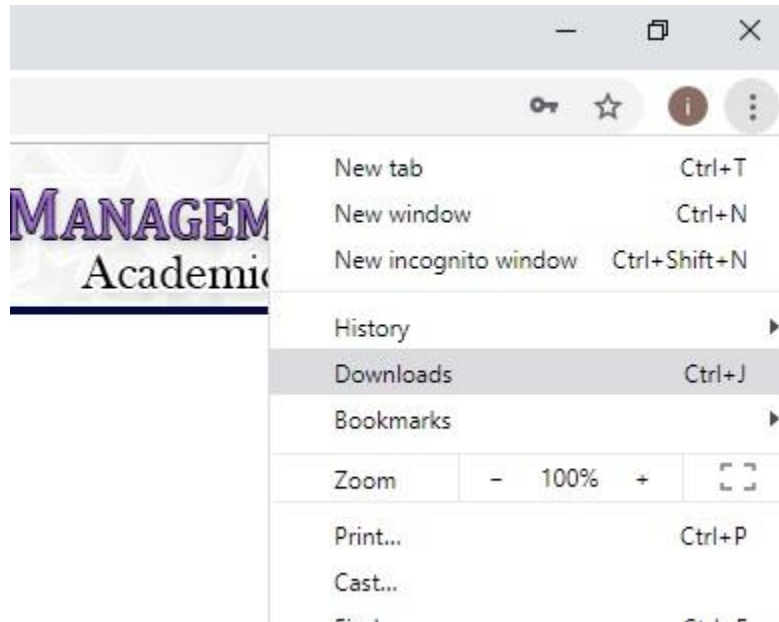 i
MANAGEM
Academic
New tab Ctrl+T
New window Ctrl+N
New incognito window Ctrl+Shift+N
History
Downloads Ctrl+J
Bookmarks
Zoom - 100% +
Print... Ctrl+P
Cast...